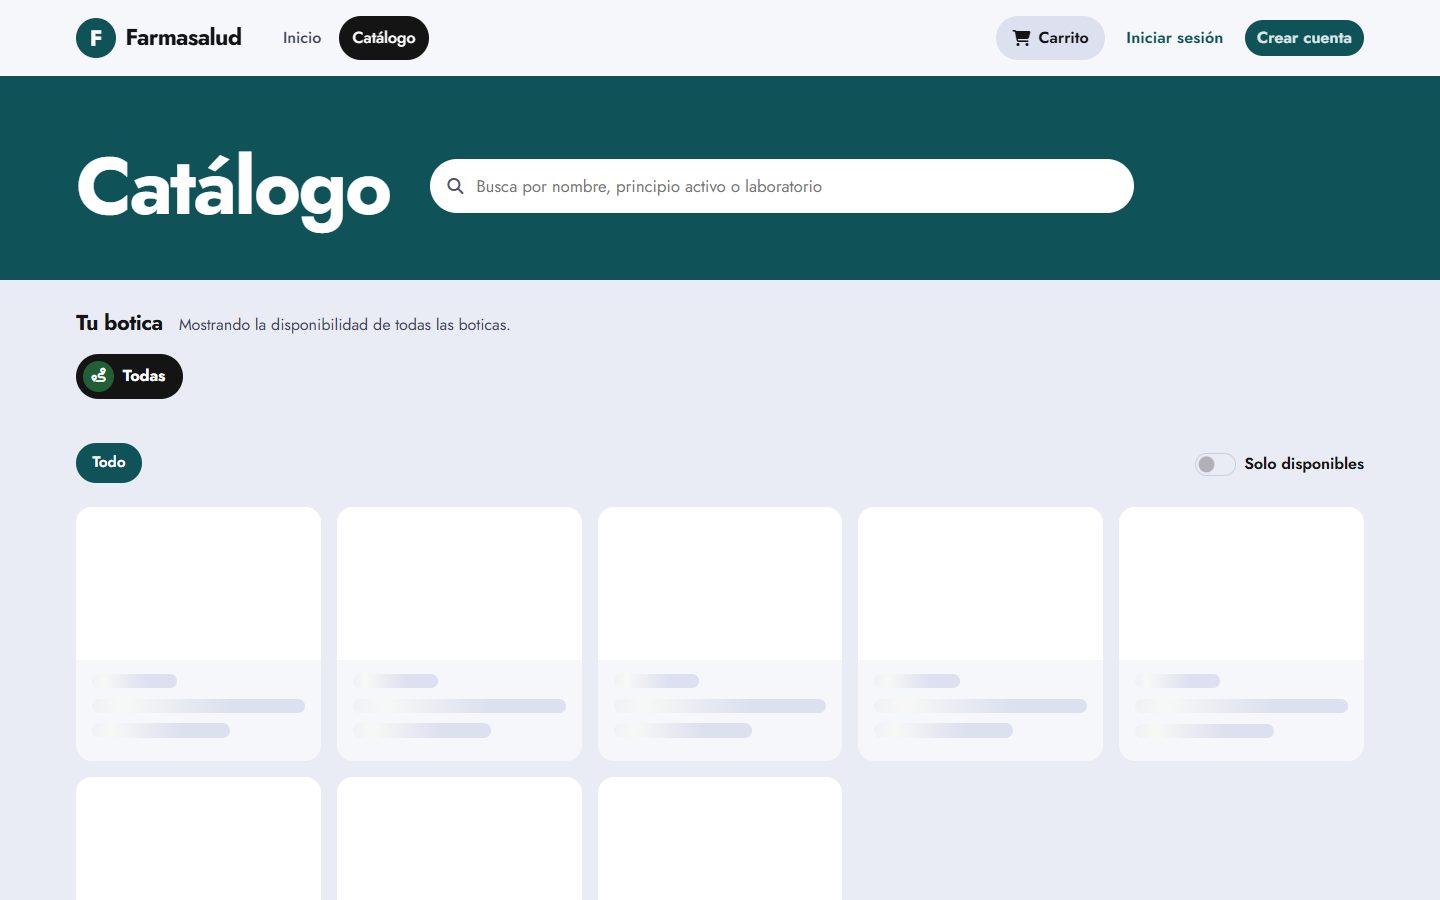 F Farmasalud Inicio Catálogo Carrito Iniciar sesión Crear cuenta
Catálogo
Busca por nombre, principio activo o laboratorio
Tu botica Mostrando la disponibilidad de todas las boticas.
Todas
Todo
Solo disponibles